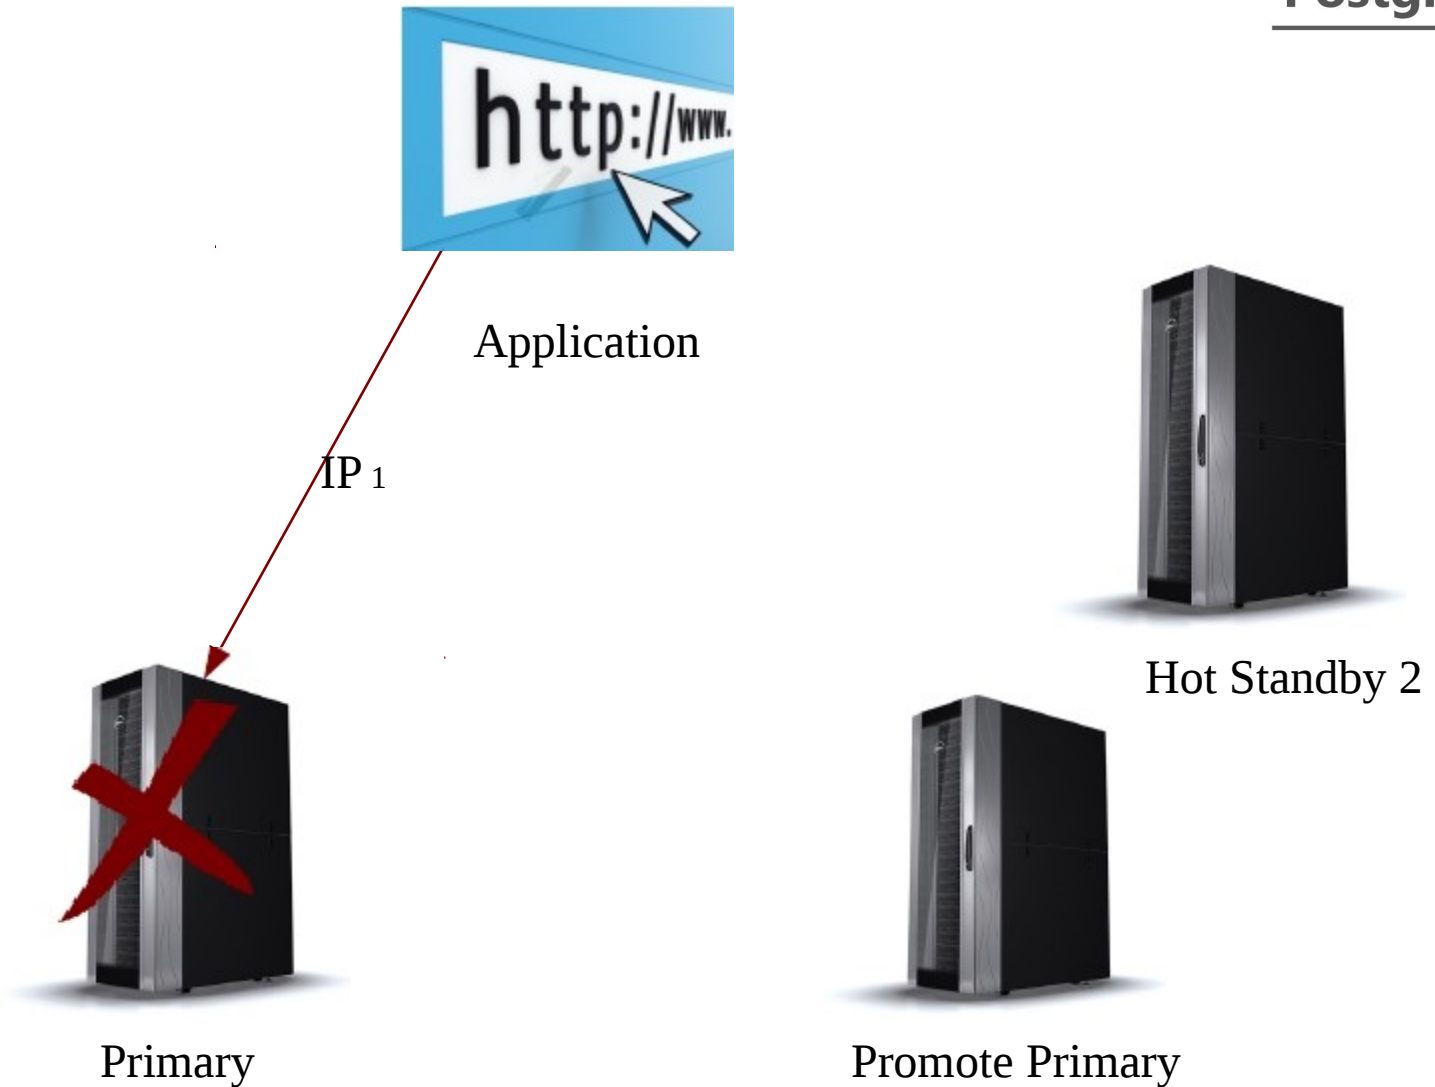 http://www.
Application
IP 1
Hot Standby 2
Primary
Promote Primary